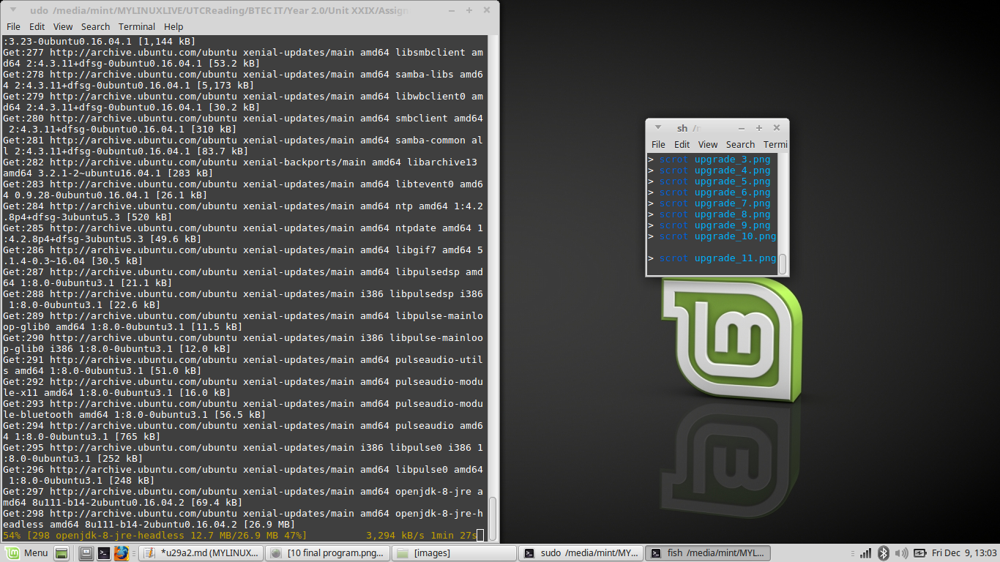 udo /media/mint/MYLINUXLIVE/UTCReading/BTEC IT/Year 2.0/Unit XXIX/Assign
File Edit View Search Terminal Help
:3.23-0ubuntu0.16.04.1 [1,144 kB]
Get:277 http://archive.ubuntu.com/ubuntu xenial-updates/main amd64 libsmbclient am
d64 2:4.3.11+dfsg-0ubuntu0.16.04.1 [53.2 kB]
Get:278 http://archive.ubuntu.com/ubuntu xenial-updates/main amd64 samba-libs amd6
4 2:4.3.11+dfsg-0ubuntu0.16.04.1 [5,173 kB]
Get:279 http://archive.ubuntu.com/ubuntu xenial-updates/main amd64 libwbclient0 am
d64 2:4.3.11+dfsg-0ubuntu0.16.04.1 [30.2 kB]
Get:280 http://archive.ubuntu.com/ubuntu xenial-updates/main amd64 smbclient amd64
 2:4.3.11+dfsg-0ubuntu0.16.04.1 [310 kB]
Get:281 http://archive.ubuntu.com/ubuntu xenial-updates/main amd64 samba-common al
l 2:4.3.11+dfsg-0ubuntu0.16.04.1 [83.7 kB]
Get:282 http://archive.ubuntu.com/ubuntu xenial-backports/main amd64 libarchive13
amd64 3.2.1-2~ubuntu16.04.1 [283 kB]
Get:283 http://archive.ubuntu.com/ubuntu xenial-updates/main amd64 libtevent0 amd6
4 0.9.28-0ubuntu0.16.04.1 [26.1 kB]
Get:284 http://archive.ubuntu.com/ubuntu xenial-updates/main amd64 ntp amd64 1:4.2
.8p4+dfsg-3ubuntu5.3 [520 kB]
Get:285 http://archive.ubuntu.com/ubuntu xenial-updates/main amd64 ntpdate amd64 1
:4.2.8p4+dfsg-3ubuntu5.3 [49.6 kB]
Get:286 http://archive.ubuntu.com/ubuntu xenial-updates/main amd64 libgif7 amd64 5
.1.4-0.3~16.04 [30.5 kB]
Get:287 http://archive.ubuntu.com/ubuntu xenial-updates/main amd64 libpulsedsp amd
64 1:8.0-0ubuntu3.1 [21.1 kB]
Get:288 http://archive.ubuntu.com/ubuntu xenial-updates/main i386 libpulsedsp i386
 1:8.0-0ubuntu3.1 [22.6 kB]
Get:289 http://archive.ubuntu.com/ubuntu xenial-updates/main amd64 libpulse-mainlo
op-glib0 amd64 1:8.0-0ubuntu3.1 [11.5 kB]
Get:290 http://archive.ubuntu.com/ubuntu xenial-updates/main i386 libpulse-mainloo
p-glib0 i386 1:8.0-0ubuntu3.1 [12.0 kB]
Get:291 http://archive.ubuntu.com/ubuntu xenial-updates/main amd64 pulseaudio-util
s amd64 1:8.0-0ubuntu3.1 [51.0 kB]
Get:292 http://archive.ubuntu.com/ubuntu xenial-updates/main amd64 pulseaudio-modu
le-x11 amd64 1:8.0-0ubuntu3.1 [16.0 kB]
Get:293 http://archive.ubuntu.com/ubuntu xenial-updates/main amd64 pulseaudio-modu
le-bluetooth amd64 1:8.0-0ubuntu3.1 [56.5 kB]
Get:294 http://archive.ubuntu.com/ubuntu xenial-updates/main amd64 pulseaudio amd6
4 1:8.0-0ubuntu3.1 [765 kB]
Get:295 http://archive.ubuntu.com/ubuntu xenial-updates/main i386 libpulse0 i386 1
:8.0-0ubuntu3.1 [252 kB]
Get:296 http://archive.ubuntu.com/ubuntu xenial-updates/main amd64 libpulse0 amd64
 1:8.0-0ubuntu3.1 [248 kB]
Get:297 http://archive.ubuntu.com/ubuntu xenial-updates/main amd64 openjdk-8-jre a
md64 8u111-b14-2ubuntu0.16.04.2 [69.4 kB]
Get:298 http://archive.ubuntu.com/ubuntu xenial-updates/main amd64 openjdk-8-jre-h
eadless amd64 8u111-b14-2ubuntu0.16.04.2 [26.9 MB]
54% [298 openjdk-8-jre-headless 12.7 MB/26.9 MB 47%] 3,294 kB/s 1min 27s
sh /m
File Edit View Search Termi
> scrot upgrade_3.png
> scrot upgrade_4.png
> scrot upgrade_5.png
> scrot upgrade_6.png
> scrot upgrade_7.png
> scrot upgrade_8.png
> scrot upgrade_9.png
> scrot upgrade_10.png
> scrot upgrade_11.png
Menu
*u29a2.md (MYLINUX...
[10 final program.png...
[images]
sudo /media/mint/MY...
fish /media/mint/MYL...
Fri Dec 9, 13:03